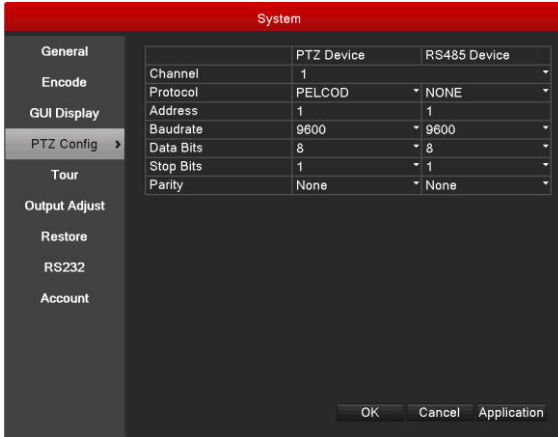 System
General
Encode
GUI Display
PTZ Config
Tour
Output Adjust
Restore
RS232
Account
PTZ Device RS485 Device
Channel 1
Protocol PELCOD NONE
Address 1 1
Baudrate 9600 9600
Data Bits 8 8
Stop Bits 1 1
Parity None None
OK Cancel Application